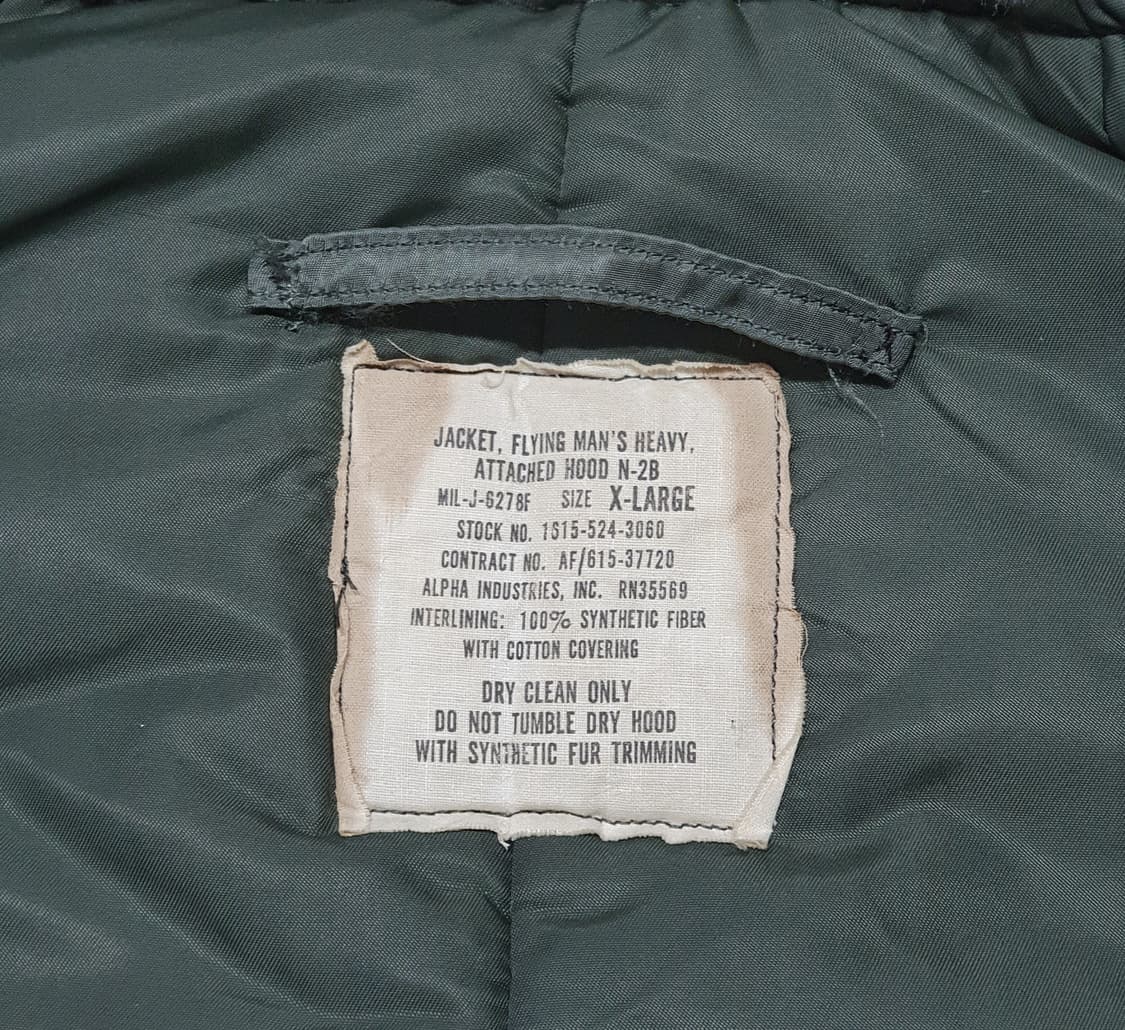 JACKET, FLYING MAN'S HEAVY,
ATTACHED HOOD N-2B
MIL-J-6278F SIZE X-LARGE
STOCK NO. 1S15-524-3060
CONTRACT NO. AF/615-37720
ALPHA INDUSTRIES, INC. RN35569
INTERLINING: 100% SYNTHETIC FIBER
WITH COTTON COVERING
DRY CLEAN ONLY
DO NOT TUMBLE DRY HOOD
WITH SYNTHETIC FUR TRIMMING